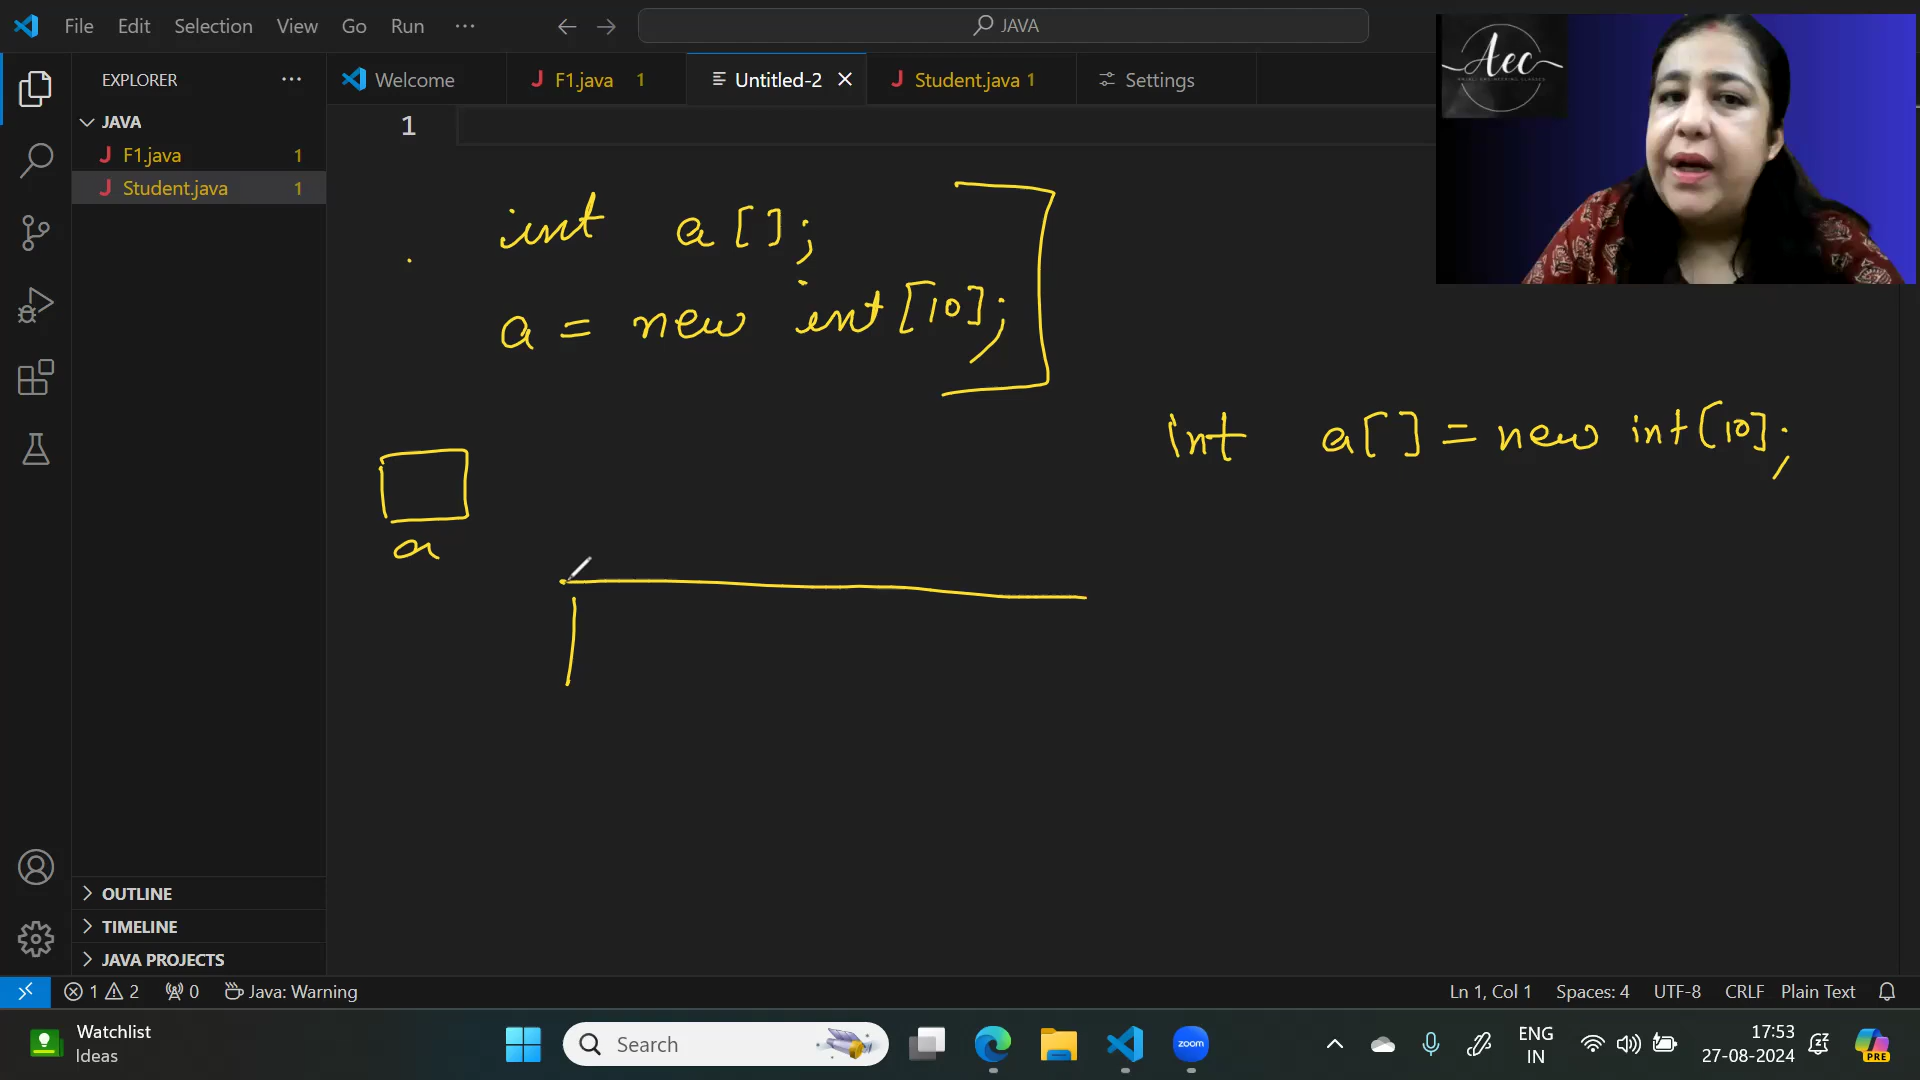 File Edit Selection View Go Run ... JAVA
EXPLORER ...
Welcome
F1.java 1
Untitled-2
Student.java 1
Settings
Aec
JAVA
F1.java 1
Student.java 1
1
int a[];
a = new int[10];
int a[] = new int[10];
a
OUTLINE
TIMELINE
JAVA PROJECTS
1 2 0 Java: Warning
Ln 1, Col 1 Spaces: 4 UTF-8 CRLF Plain Text
Watchlist
Ideas
Search
zoom
ENG
IN
17:53
27-08-2024
PRE